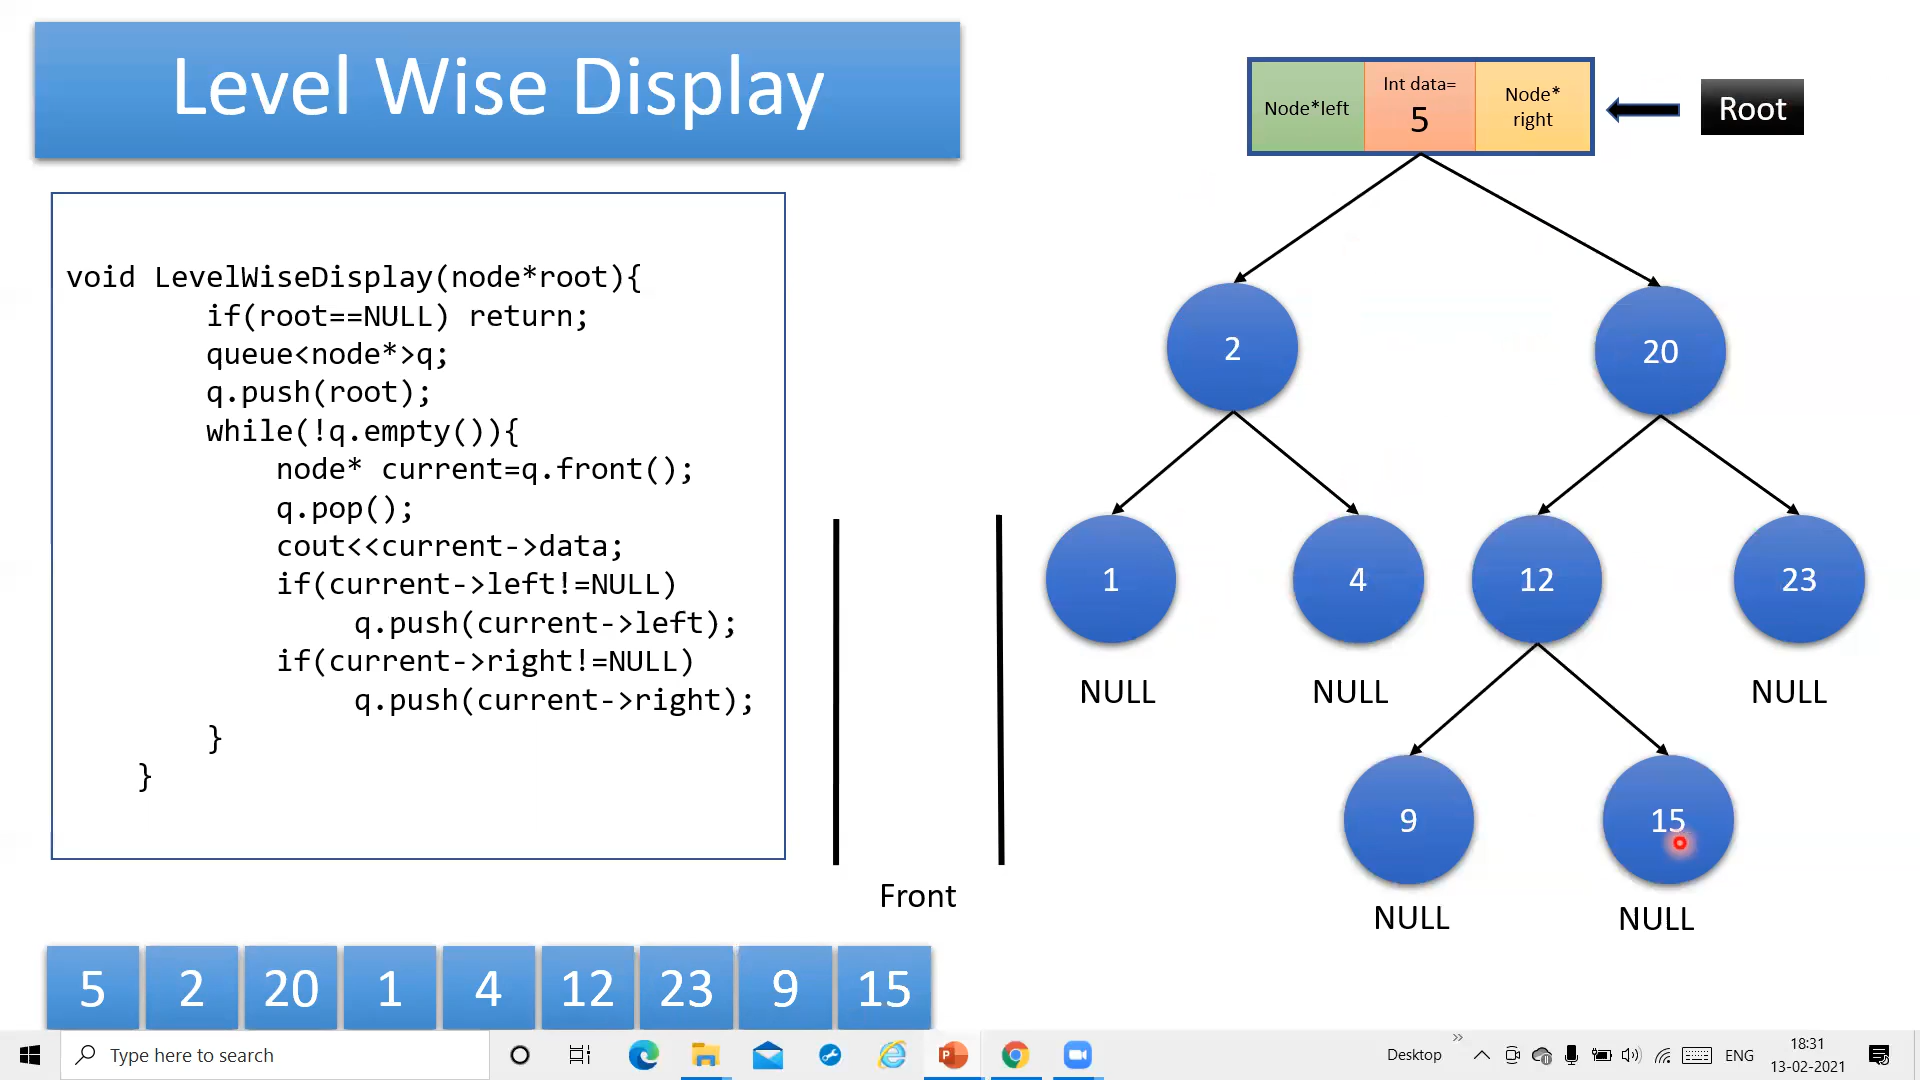 Level Wise Display
void LevelWiseDisplay(node*root){
if(root==NULL) return;
queue<node*>q;
q.push(root);
while(!q.empty()){
node* current=q.front();
q.pop();
cout<<current->data;
if(current->left!=NULL)
q.push(current->left);
if(current->right!=NULL)
q.push(current->right);
}
}
Node*left
Int data=
5
Node*
right
Root
2
20
1
4
12
23
NULL
NULL
NULL
9
15
NULL
NULL
Front
5 2 20 1 4 12 23 9 15
Type here to search
Desktop
ENG
18:31
13-02-2021